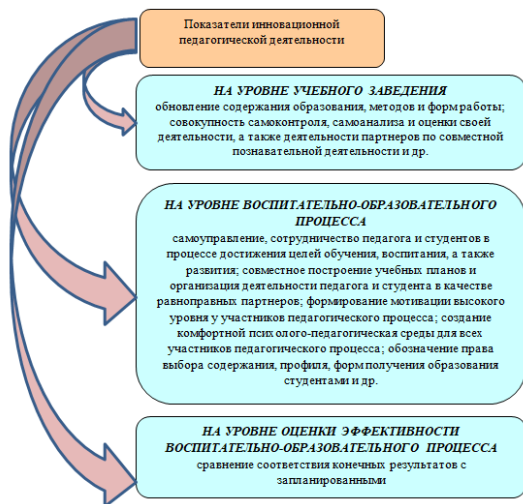 Показатели инновационной
педагогической деятельности
НА УРОВНЕ УЧЕБНОГО ЗАВЕДЕНИЯ
обновление содержания образования, методов и форм работы;
совокупность самоконтроля, самоанализа и оценки своей
деятельности, а также деятельности партнеров по совместной
познавательной деятельности и др.
НА УРОВНЕ ВОСПИТАТЕЛЬНО-ОБРАЗОВАТЕЛЬНОГО
ПРОЦЕССА
самоуправление, сотрудничество педагога и студентов в
процессе достижения целей обучения, воспитания, а также
развития; совместное построение учебных планов и
организация деятельности педагога и студента в качестве
равноправных партнеров; формирование мотивации высокого
уровня у участников педагогического процесса; создание
комфортной психолого-педагогическая среды для всех
участников педагогического процесса; обозначение права
выбора содержания, профиля, форм получения образования
студентами и др.
НА УРОВНЕ ОЦЕНКИ ЭФФЕКТИВНОСТИ
ВОСПИТАТЕЛЬНО-ОБРАЗОВАТЕЛЬНОГО ПРОЦЕССА
сравнение соответствия конечных результатов с
запланированными